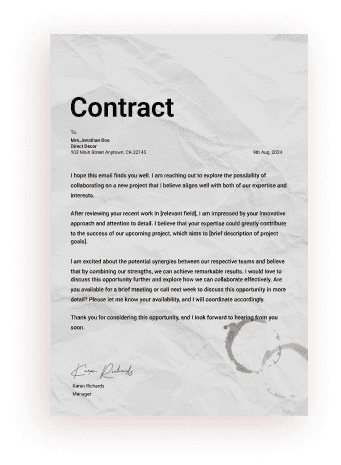 Contract
To,
Mrs.Jonathan Doe
Direct Decor
102 Main Street Anytown, CA 32145
9th Aug, 2024
I hope this email finds you well. I am reaching out to explore the possibility of
collaborating on a new project that I believe aligns well with both of our expertise and
interests.
After reviewing your recent work in [relevant field], I am impressed by your innovative
approach and attention to detail. I believe that your expertise could greatly contribute
to the success of our upcoming project, which aims to [brief description of project
goals].
I am excited about the potential synergies between our respective teams and believe
that by combining our strengths, we can achieve remarkable results. I would love to
discuss this opportunity further and explore how we can collaborate effectively. Are
you available for a brief meeting or call next week to discuss this opportunity in more
detail? Please let me know your availability, and I will coordinate accordingly.
Thank you for considering this opportunity, and I look forward to hearing from you
soon.
Karen Richards
Karen Richards
Manager